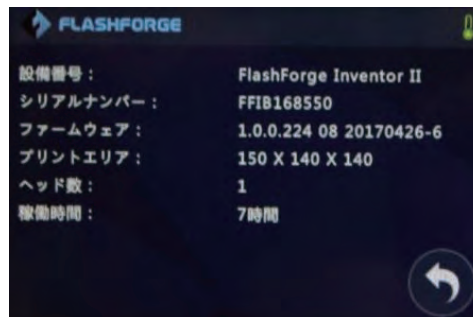 FLASHFORGE
設備番号： FlashForge Inventor II
シリアルナンバー： FFIB168550
ファームウェア： 1.0.0.224 08 20170426-6
プリントエリア： 150 X 140 X 140
ヘッド数： 1
稼働時間： 7時間